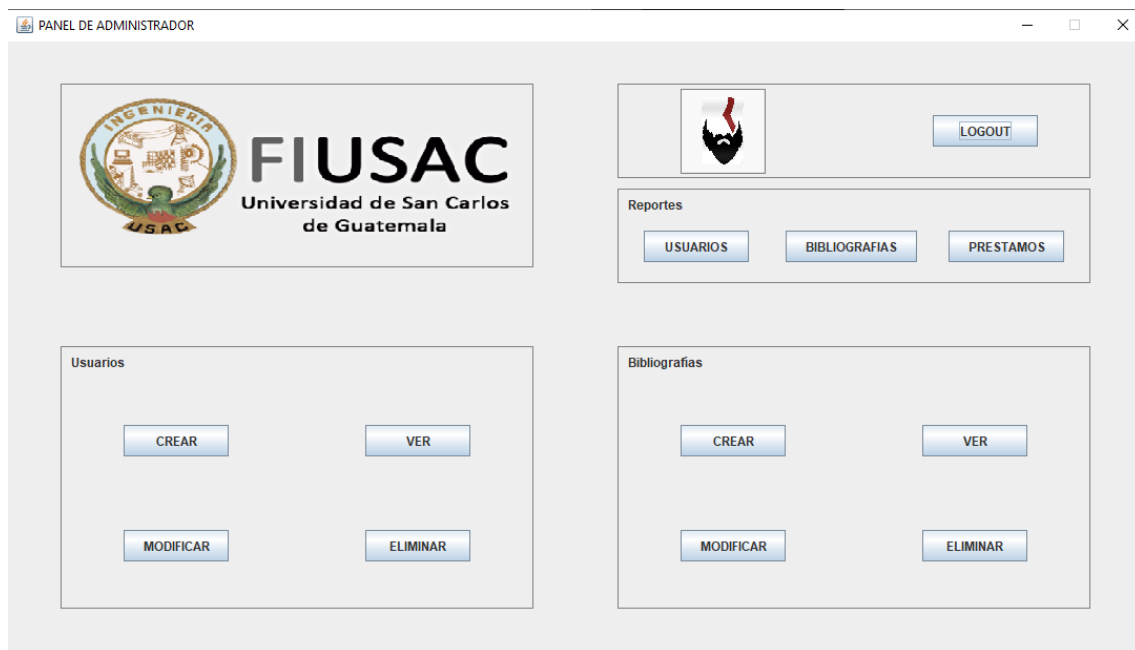 PANEL DE ADMINISTRADOR
INGENIERIA
USAC
FIUSAC
Universidad de San Carlos
de Guatemala
LOGOUT
Reportes
USUARIOS BIBLIOGRAFIAS PRESTAMOS
Usuarios
CREAR VER
MODIFICAR ELIMINAR
Bibliografías
CREAR VER
MODIFICAR ELIMINAR